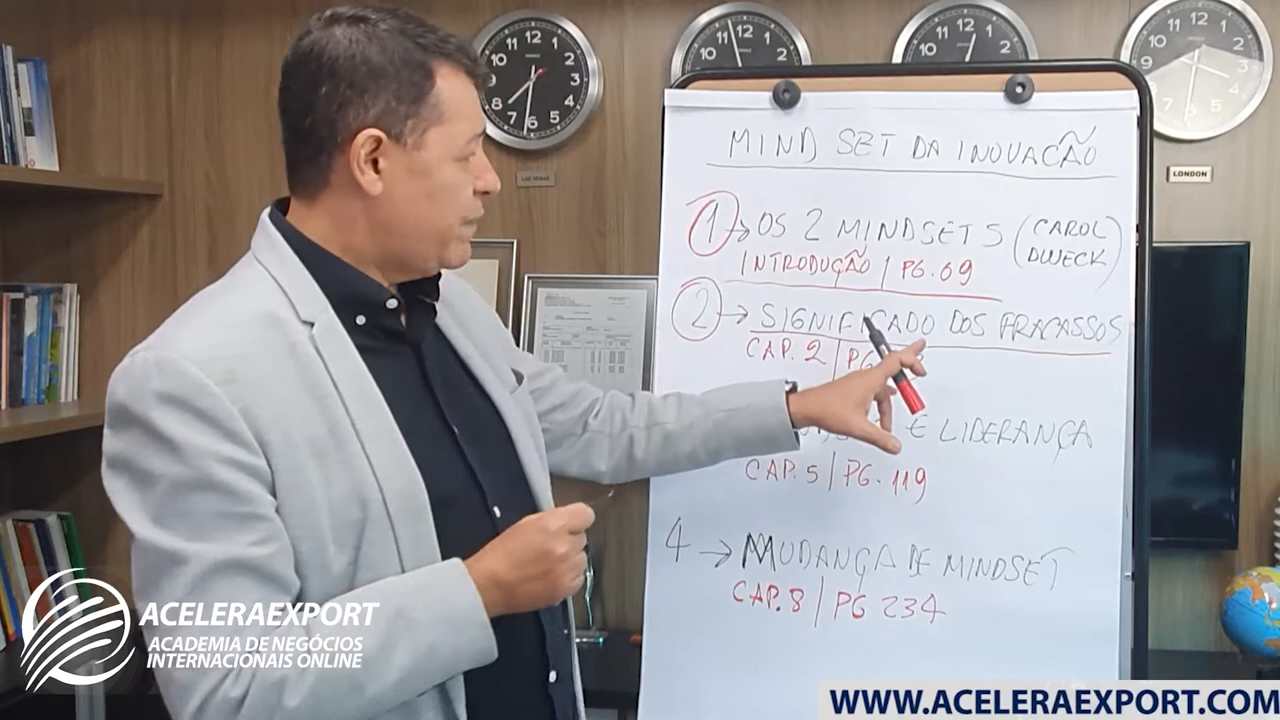 MINDSET DA INOVAÇÃO
1 → OS 2 MINDSETS (CAROL DWECK)
INTRODUÇÃO / PG. 09
2 → SIGNIFICADO DOS FRACASSOS
CAP. 2 / PG
E LIDERANÇA
CAP. 5 / PG. 119
4 → MUDANÇA DE MINDSET
CAP. 8 / PG 234
LAS VEGAS
LONDON
ACELERAEXPORT
ACADEMIA DE NEGÓCIOS
INTERNACIONAIS ONLINE
WWW.ACELERAEXPORT.COM